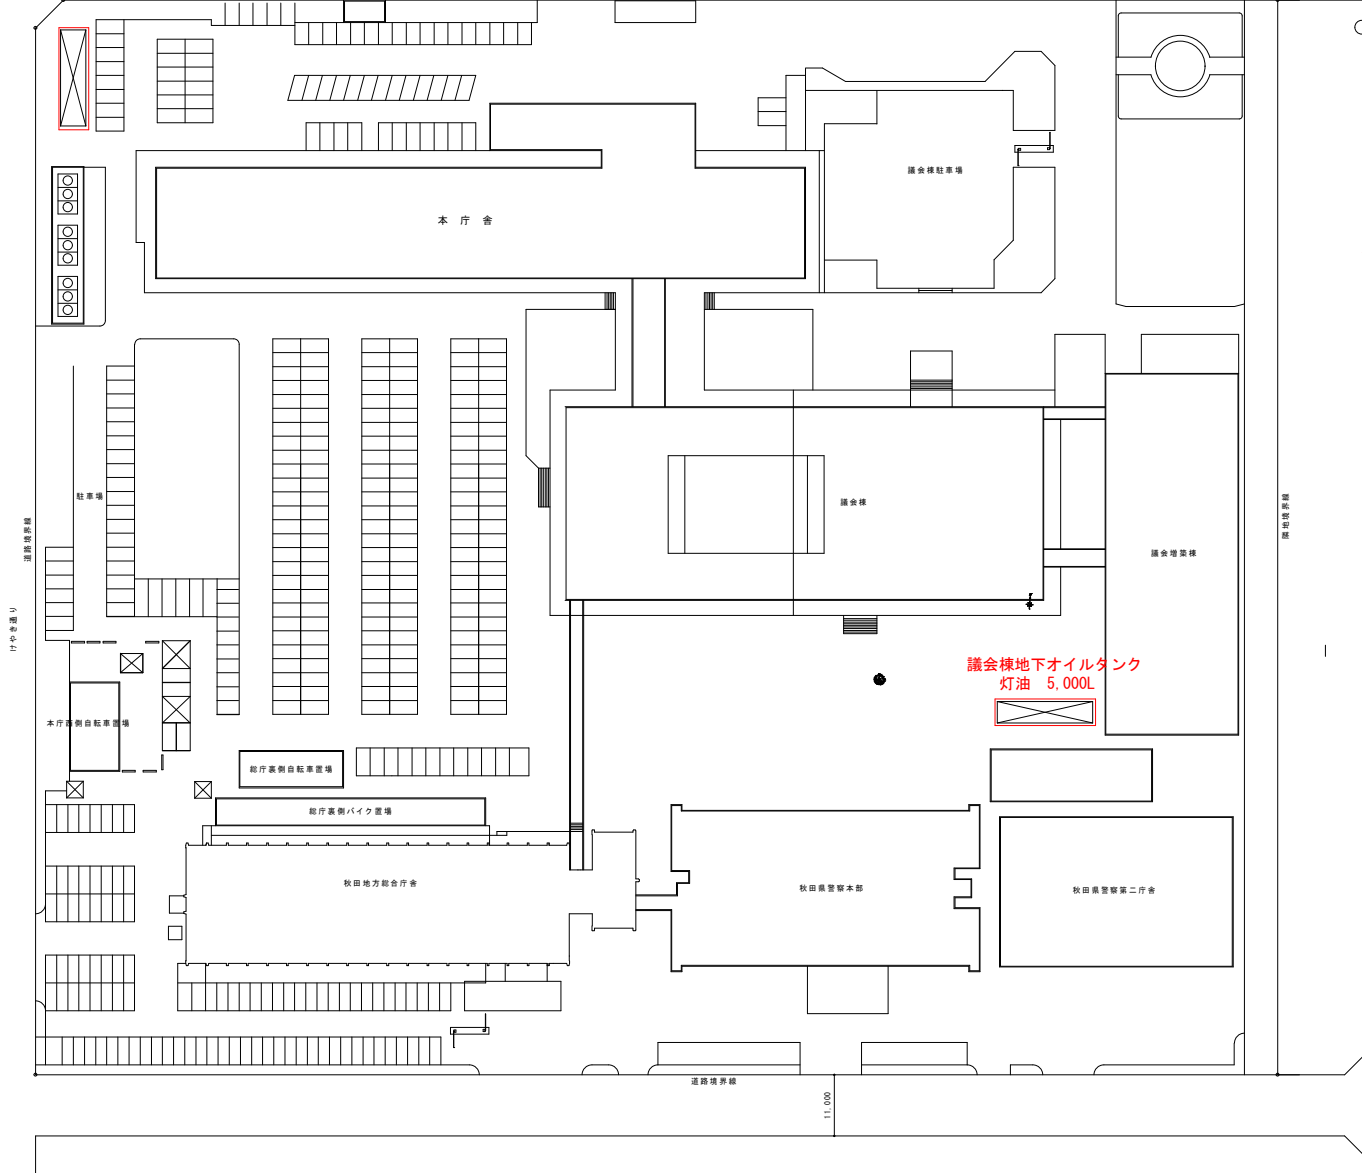 議会棟駐車場
本庁舎
駐車場
議会棟
道路境界線
隣地境界線
議会増築棟
けやき通り
議会棟地下オイルタンク
灯油 5,000L
本庁西側自転車置場
総庁裏側自転車置場
総庁裏側バイク置場
秋田地方総合庁舎
秋田県警察本部
秋田県警察第二庁舎
道路境界線
11,000